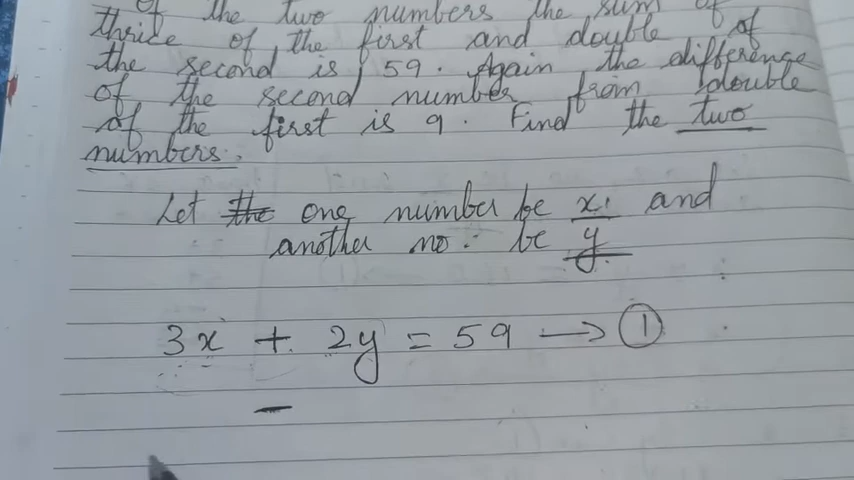 Of the two numbers the sum of
thrice of the first and double of
the second is 59. Again the difference
of the second number from double
of the first is 9. Find the two
numbers.
Let the one number be x. and
another no. be y
3x + 2y = 59 → ①
-